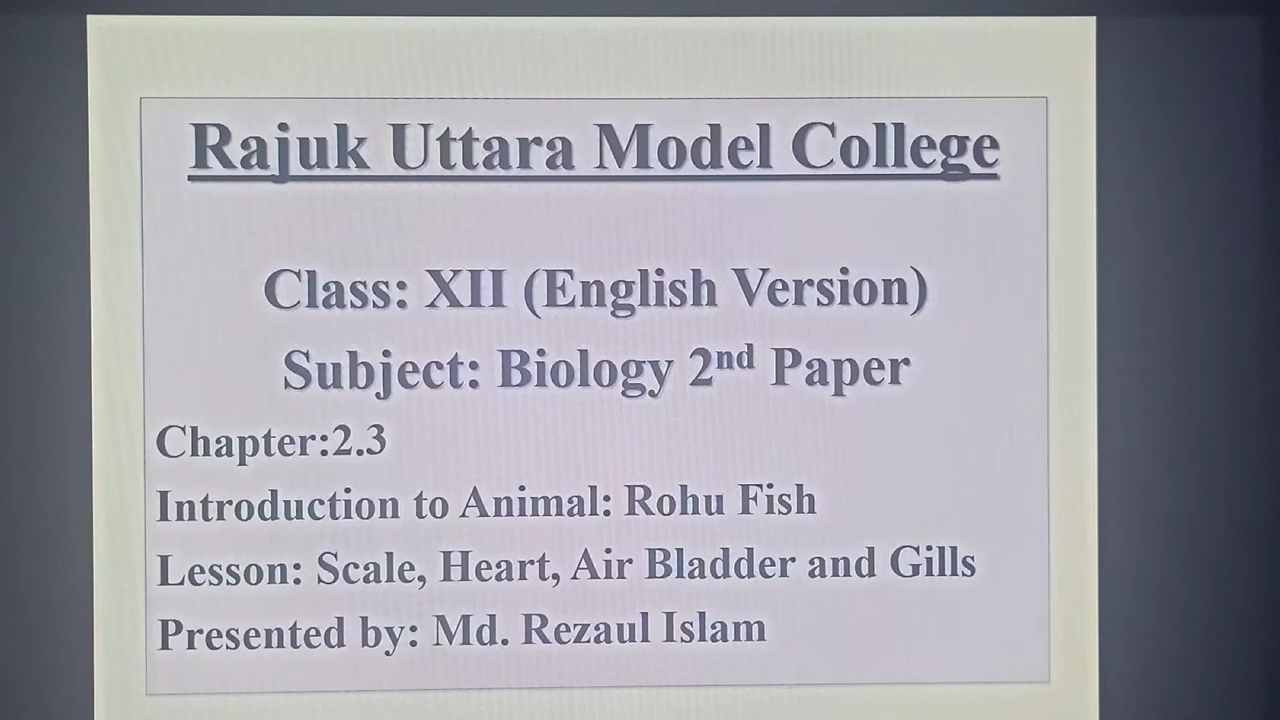 Rajuk Uttara Model College
Class: XII (English Version)
Subject: Biology 2nd Paper
Chapter:2.3
Introduction to Animal: Rohu Fish
Lesson: Scale, Heart, Air Bladder and Gills
Presented by: Md. Rezaul Islam